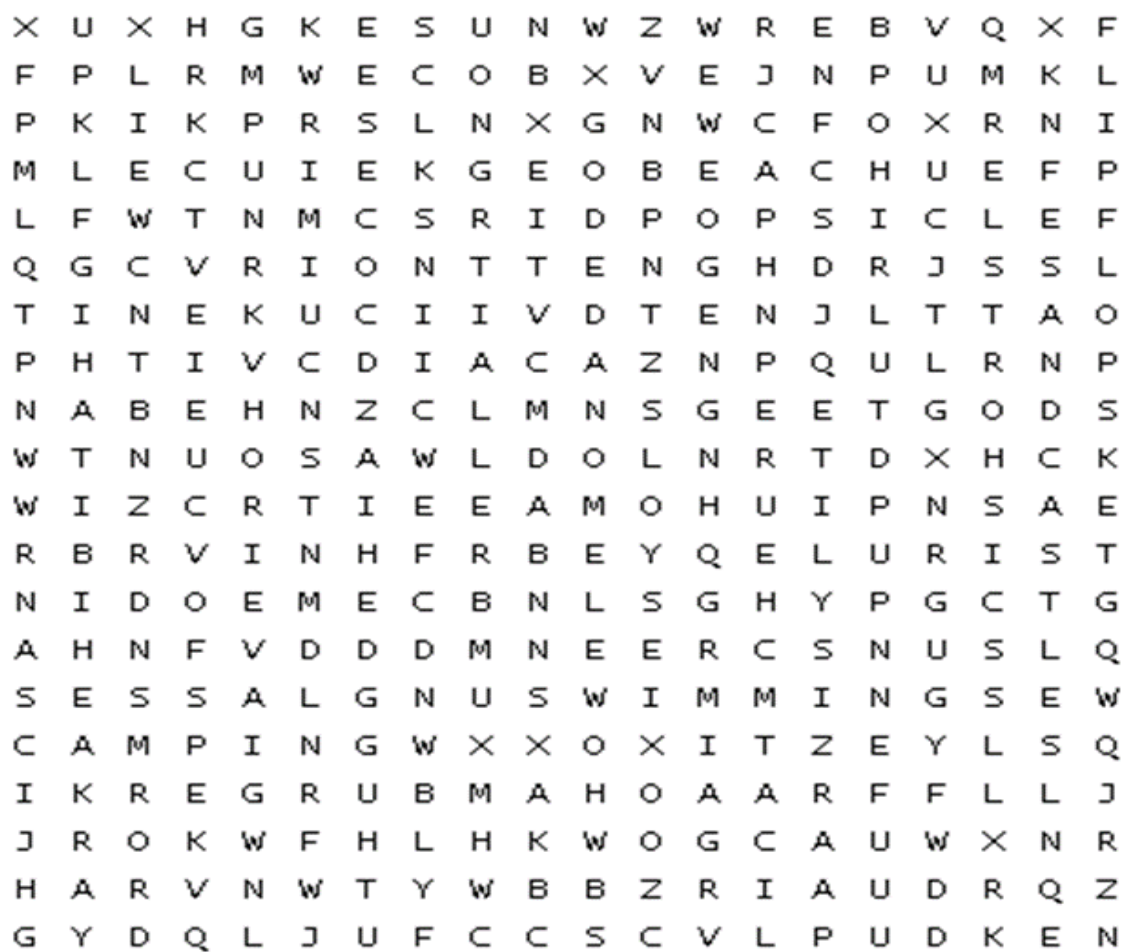 X U X H G K E S U N W Z W R E B V Q X F
F P L R M W E C O B X V E J N P U M K L
P K I K P R S L N X G N W C F O X R N I
M L E C U I E K G E O B E A C H U E F P
L F W T N M C S R I D P O P S I C L E F
Q G C V R I O N T T E N G H D R J S S L
T I N E K U C I I V D T E N J L T T A O
P H T I V C D I A C A Z N P Q U L R N P
N A B E H N Z C L M N S G E E T G O D S
W T N U O S A W L D O L N R T D X H C K
W I Z C R T I E E A M O H U I P N S A E
R B R V I N H F R B E Y Q E L U R I S T
N I D O E M E C B N L S G H Y P G C T G
A H N F V D D D M N E E R C S N U S L Q
S E S S A L G N U S W I M M I N G S E W
C A M P I N G W X X O X I T Z E Y L S Q
I K R E G R U B M A H O A A R F F L L J
J R O K W F H L H K W O G C A U W X N R
H A R V N W T Y W B B Z R I A U D R Q Z
G Y D Q L J U F C C S C V L P U D K E N